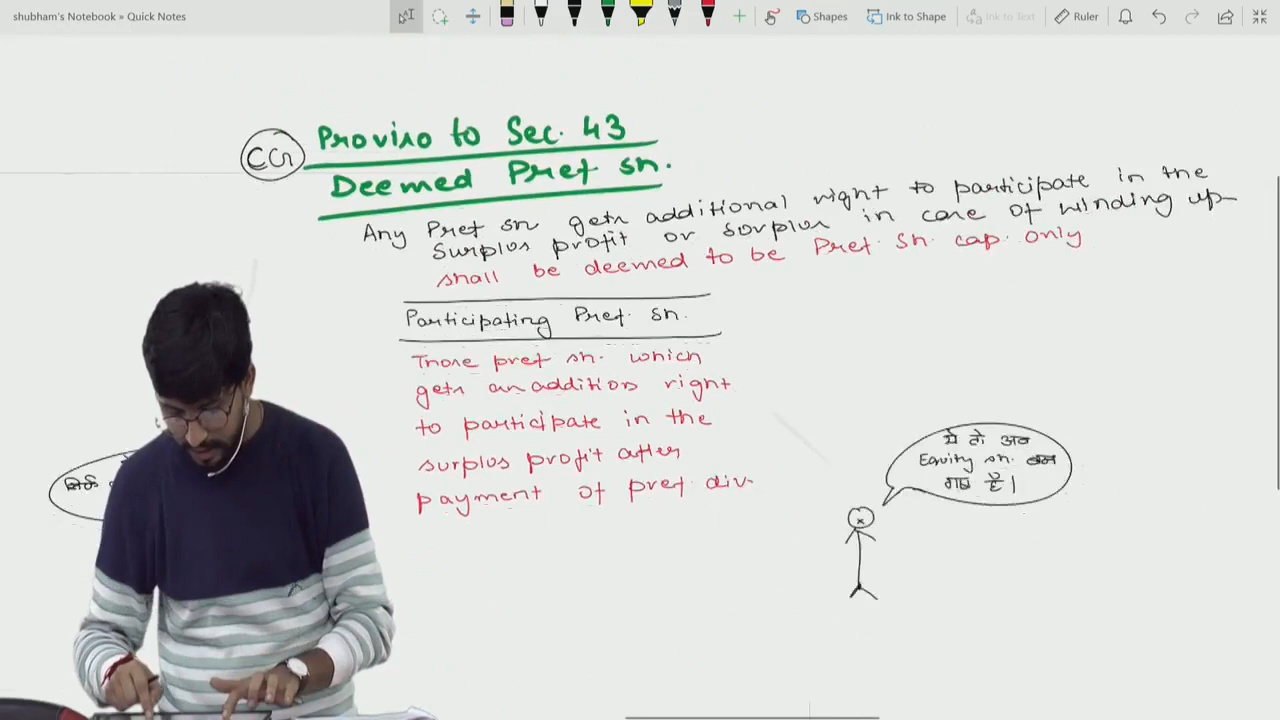 shubham's Notebook » Quick Notes
Shapes
Ink to Shape
Ink to Text
Ruler
CG
Proviso to Sec. 43
Deemed Pref sh.
Any Pref sh gets additional right to participate in the
surplus profit or surplus in case of winding up
shall be deemed to be Pref. Sh. cap. only
Participating Pref. Sh.
Those pref sh. which
gets an addition right
to participate in the
surplus profit after
payment of pref. div.
सिर्फ
मै तो अब
Equity sh. बन
गया है।